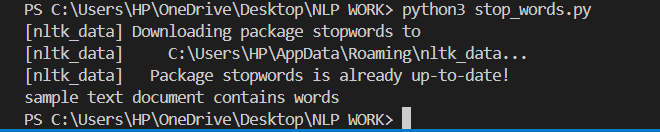 PS C:\Users\HP\OneDrive\Desktop\NLP WORK> python3 stop_words.py
[nltk_data] Downloading package stopwords to
[nltk_data]     C:\Users\HP\AppData\Roaming\nltk_data...
[nltk_data]   Package stopwords is already up-to-date!
sample text document contains words
PS C:\Users\HP\OneDrive\Desktop\NLP WORK>